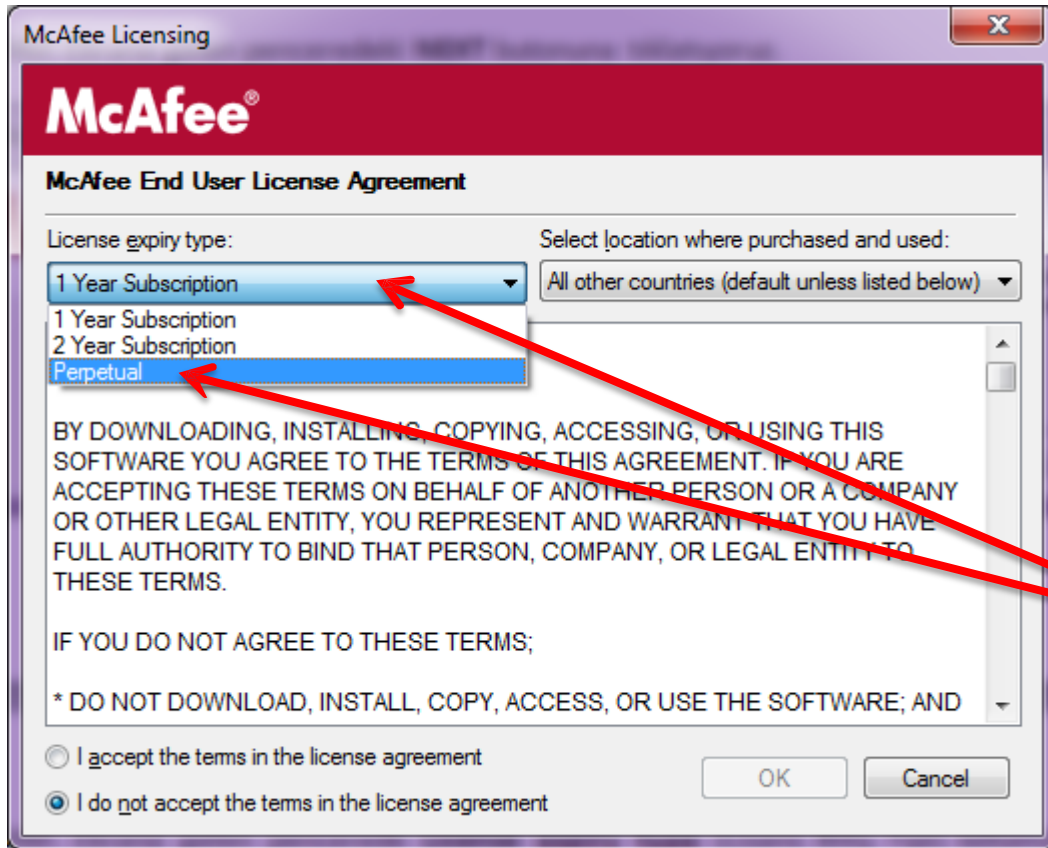 McAfee Licensing
McAfee®
McAfee End User License Agreement
License expiry type:
Select location where purchased and used:
1 Year Subscription
All other countries (default unless listed below)
1 Year Subscription
2 Year Subscription
Perpetual
BY DOWNLOADING, INSTALLING, COPYING, ACCESSING, OR USING THIS
SOFTWARE YOU AGREE TO THE TERMS OF THIS AGREEMENT. IF YOU ARE
ACCEPTING THESE TERMS ON BEHALF OF ANOTHER PERSON OR A COMPANY
OR OTHER LEGAL ENTITY, YOU REPRESENT AND WARRANT THAT YOU HAVE
FULL AUTHORITY TO BIND THAT PERSON, COMPANY, OR LEGAL ENTITY TO
THESE TERMS.
IF YOU DO NOT AGREE TO THESE TERMS;
* DO NOT DOWNLOAD, INSTALL, COPY, ACCESS, OR USE THE SOFTWARE; AND
I accept the terms in the license agreement
I do not accept the terms in the license agreement
OK
Cancel